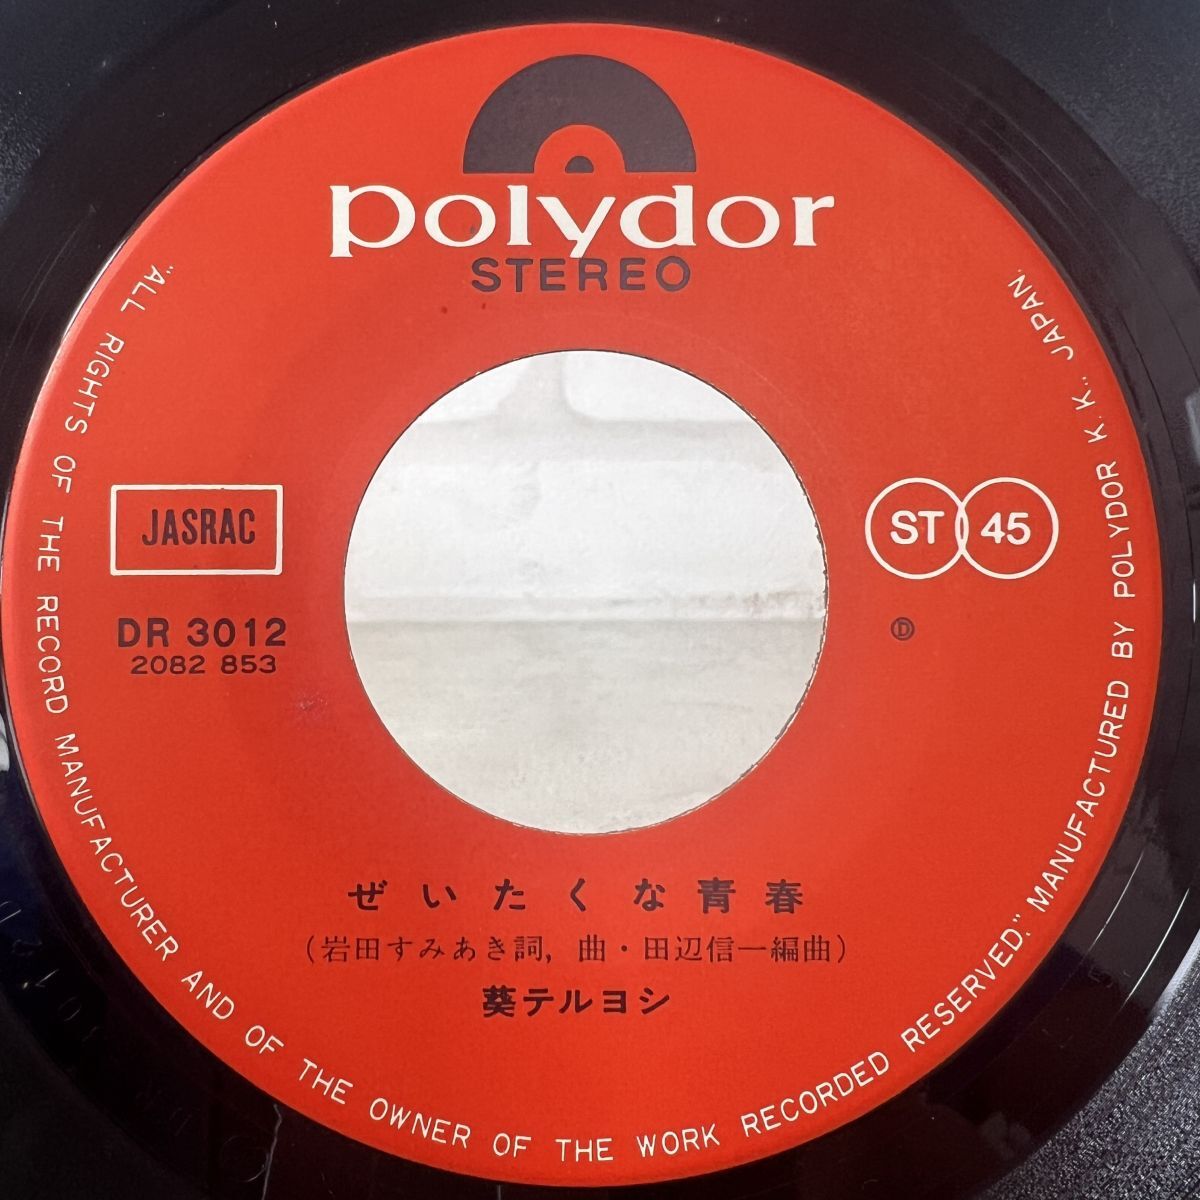 polydor
STEREO
JASRAC
ST 45
DR 3012
2082 853
Ⓓ
ぜいたくな青春
(岩田すみあき詞, 曲・田辺信一編曲)
葵テルヨシ
"ALL RIGHTS OF THE RECORD MANUFACTURER AND OF THE OWNER OF THE WORK RECORDED RESERVED." MANUFACTURED BY POLYDOR K. K., JAPAN.